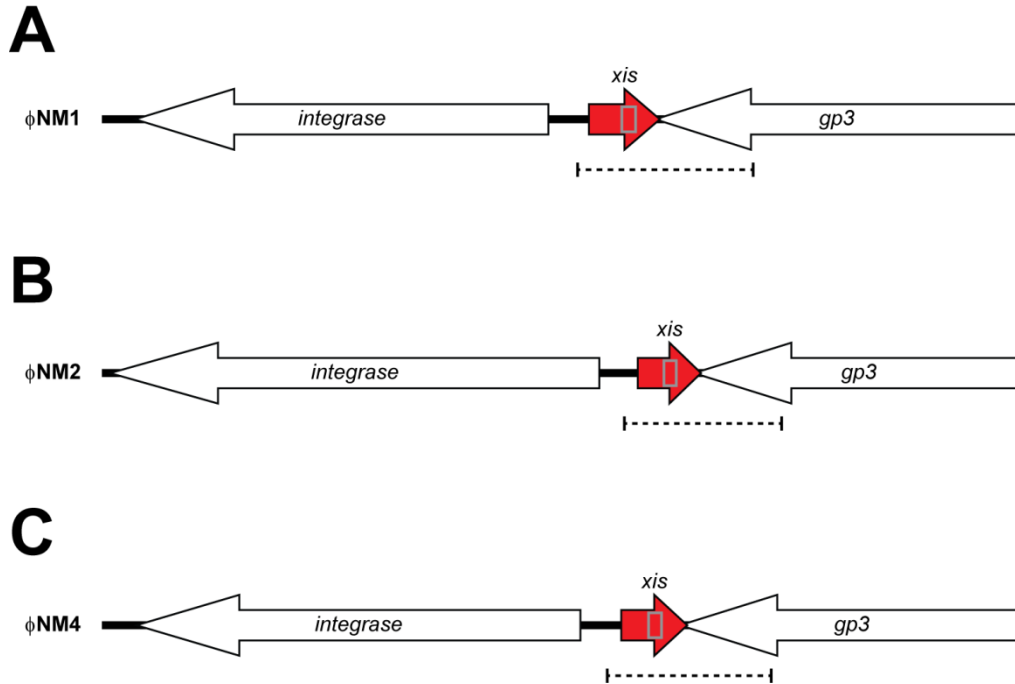 A
xis
ϕNM1 integrase gp3
B
xis
ϕNM2 integrase gp3
C
xis
ϕNM4 integrase gp3